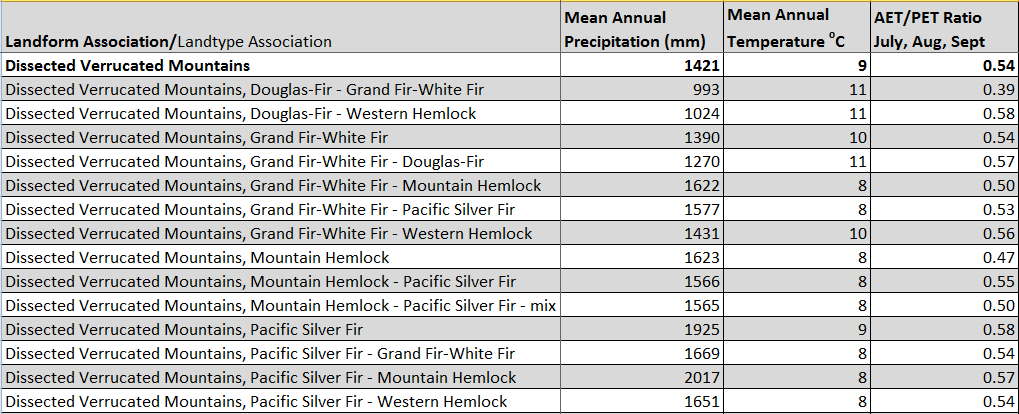 Landform Association/Landtype Association Mean Annual Precipitation (mm) Mean Annual Temperature ⁰C AET/PET Ratio July, Aug, Sept
Dissected Verrucated Mountains 1421 9 0.54
Dissected Verrucated Mountains, Douglas-Fir - Grand Fir-White Fir 993 11 0.39
Dissected Verrucated Mountains, Douglas-Fir - Western Hemlock 1024 11 0.58
Dissected Verrucated Mountains, Grand Fir-White Fir 1390 10 0.54
Dissected Verrucated Mountains, Grand Fir-White Fir - Douglas-Fir 1270 11 0.57
Dissected Verrucated Mountains, Grand Fir-White Fir - Mountain Hemlock 1622 8 0.50
Dissected Verrucated Mountains, Grand Fir-White Fir - Pacific Silver Fir 1577 8 0.53
Dissected Verrucated Mountains, Grand Fir-White Fir - Western Hemlock 1431 10 0.56
Dissected Verrucated Mountains, Mountain Hemlock 1623 8 0.47
Dissected Verrucated Mountains, Mountain Hemlock - Pacific Silver Fir 1566 8 0.55
Dissected Verrucated Mountains, Mountain Hemlock - Pacific Silver Fir - mix 1565 8 0.50
Dissected Verrucated Mountains, Pacific Silver Fir 1925 9 0.58
Dissected Verrucated Mountains, Pacific Silver Fir - Grand Fir-White Fir 1669 8 0.54
Dissected Verrucated Mountains, Pacific Silver Fir - Mountain Hemlock 2017 8 0.57
Dissected Verrucated Mountains, Pacific Silver Fir - Western Hemlock 1651 8 0.54